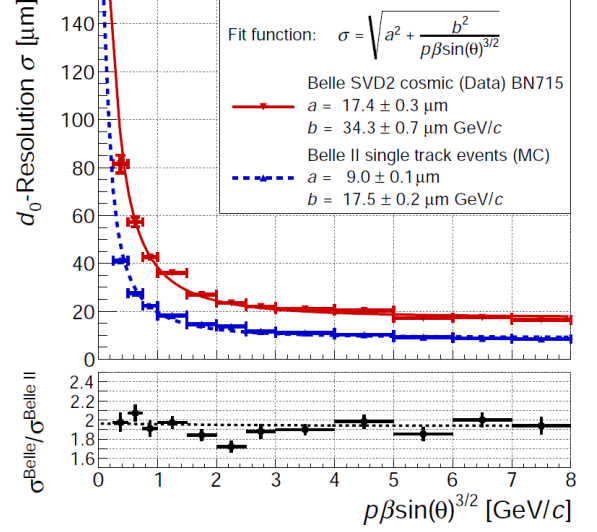 140
120
100
80
60
40
20
0
d₀-Resolution σ [μm]
Fit function: σ = √(a² + b²/(pβsin(θ)^{3/2}))
Belle SVD2 cosmic (Data) BN715
a = 17.4 ± 0.3 μm
b = 34.3 ± 0.7 μm GeV/c
Belle II single track events (MC)
a = 9.0 ± 0.1 μm
b = 17.5 ± 0.2 μm GeV/c
2.4
2.2
2
1.8
1.6
σ^{Belle}/σ^{Belle II}
0 1 2 3 4 5 6 7 8
pβsin(θ)^{3/2} [GeV/c]